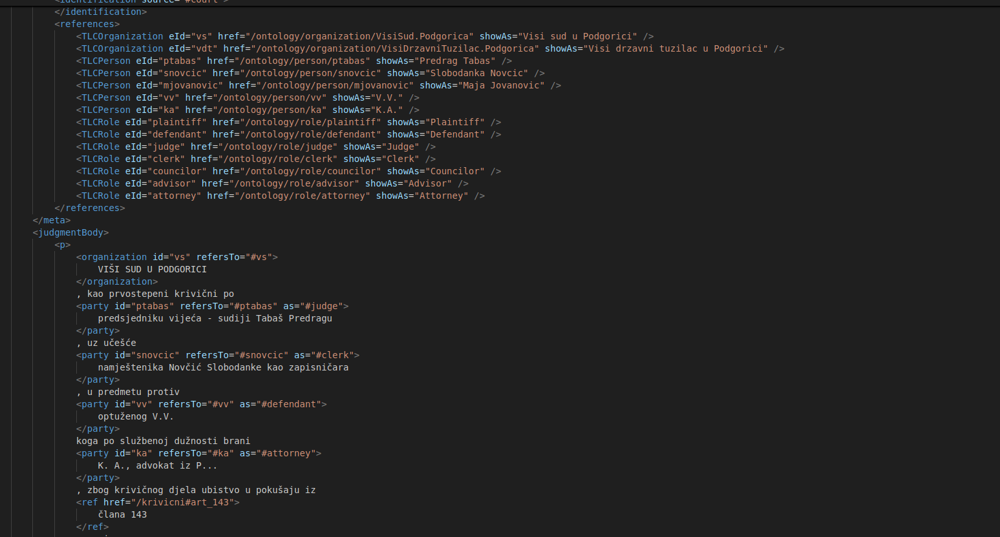 </identification>
<references>
<TLCOrganization eId="vs" href="/ontology/organization/VisiSud.Podgorica" showAs="Visi sud u Podgorici" />
<TLCOrganization eId="vdt" href="/ontology/organization/VisiDrzavniTuzilac.Podgorica" showAs="Visi drzavni tuzilac u Podgorici" />
<TLCPerson eId="ptabas" href="/ontology/person/ptabas" showAs="Predrag Tabas" />
<TLCPerson eId="snovcic" href="/ontology/person/snovcic" showAs="Slobodanka Novcic" />
<TLCPerson eId="mjovanovic" href="/ontology/person/mjovanovic" showAs="Maja Jovanovic" />
<TLCPerson eId="vv" href="/ontology/person/vv" showAs="V.V." />
<TLCPerson eId="ka" href="/ontology/person/ka" showAs="K.A." />
<TLCRole eId="plaintiff" href="/ontology/role/plaintiff" showAs="Plaintiff" />
<TLCRole eId="defendant" href="/ontology/role/defendant" showAs="Defendant" />
<TLCRole eId="judge" href="/ontology/role/judge" showAs="Judge" />
<TLCRole eId="clerk" href="/ontology/role/clerk" showAs="Clerk" />
<TLCRole eId="councilor" href="/ontology/role/councilor" showAs="Councilor" />
<TLCRole eId="advisor" href="/ontology/role/advisor" showAs="Advisor" />
<TLCRole eId="attorney" href="/ontology/role/attorney" showAs="Attorney" />
</references>
</meta>
<judgmentBody>
<p>
<organization id="vs" refersTo="#vs">
VIŠI SUD U PODGORICI
</organization>
, kao prvostepeni krivični po
<party id="ptabas" refersTo="#ptabas" as="#judge">
predsjedniku vijeća - sudiji Tabaš Predragu
</party>
, uz učešće
<party id="snovcic" refersTo="#snovcic" as="#clerk">
namještenika Novčić Slobodanke kao zapisničara
</party>
, u predmetu protiv
<party id="vv" refersTo="#vv" as="#defendant">
optuženog V.V.
</party>
koga po službenoj dužnosti brani
<party id="ka" refersTo="#ka" as="#attorney">
K. A., advokat iz P...
</party>
, zbog krivičnog djela ubistvo u pokušaju iz
<ref href="/krivicni#art_143">
člana 143
</ref>